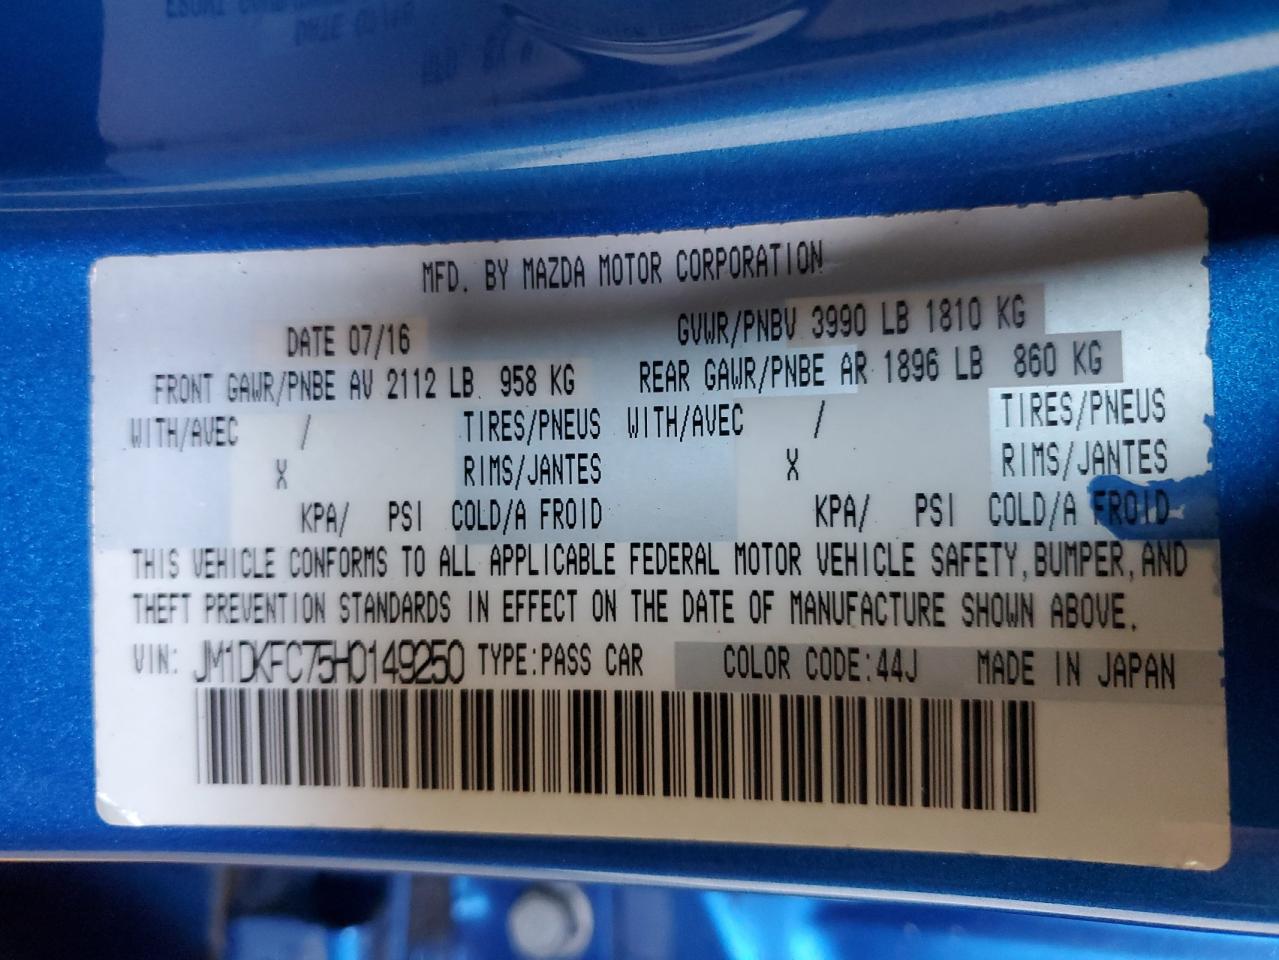 MFD. BY MAZDA MOTOR CORPORATION
DATE 07/16 GVWR/PNBV 3990 LB 1810 KG
FRONT GAWR/PNBE AV 2112 LB 958 KG REAR GAWR/PNBE AR 1896 LB 860 KG
WITH/AVEC / TIRES/PNEUS WITH/AVEC / TIRES/PNEUS
X RIMS/JANTES X RIMS/JANTES
KPA/ PSI COLD/A FROID KPA/ PSI COLD/A FROID
THIS VEHICLE CONFORMS TO ALL APPLICABLE FEDERAL MOTOR VEHICLE SAFETY, BUMPER, AND
THEFT PREVENTION STANDARDS IN EFFECT ON THE DATE OF MANUFACTURE SHOWN ABOVE.
VIN: JM1DKFC75H0149250 TYPE:PASS CAR COLOR CODE:44J MADE IN JAPAN